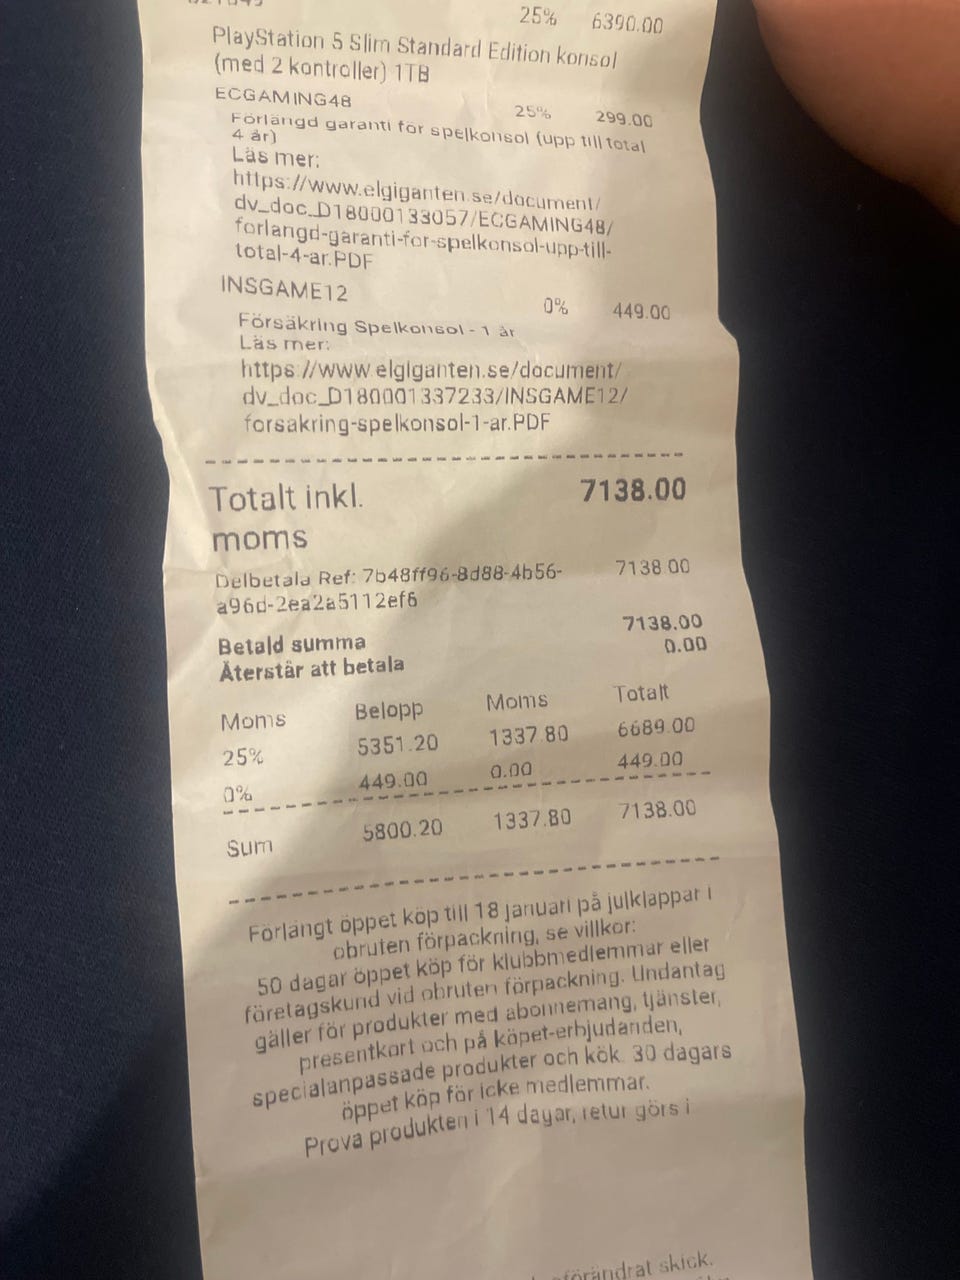 25% 6390.00
PlayStation 5 Slim Standard Edition konsol
(med 2 kontroller) 1TB
ECGAMING48 25% 299.00
Förlängd garanti för spelkonsol (upp till total
4 år)
Läs mer:
https://www.elgiganten.se/document/
dv_doc_D18000133057/ECGAMING48/
forlangd-garanti-for-spelkonsol-upp-till-
total-4-ar.PDF
INSGAME12 0% 449.00
Försäkring Spelkonsol - 1 år
Läs mer:
https://www.elgiganten.se/document/
dv_doc_D180001337233/INSGAME12/
forsakring-spelkonsol-1-ar.PDF
Totalt inkl. 7138.00
moms
Delbetala Ref: 7b48ff96-8d88-4b56- 7138.00
a96d-2ea2a5112ef6
Betald summa 7138.00
Återstår att betala 0.00
Moms Belopp Moms Totalt
25% 5351.20 1337.80 6689.00
0% 449.00 0.00 449.00
Sum 5800.20 1337.80 7138.00
Förlängt öppet köp till 18 januari på julklappar i
obruten förpackning, se villkor:
50 dagar öppet köp för klubbmedlemmar eller
företagskund vid obruten förpackning. Undantag
gäller för produkter med abonnemang, tjänster,
presentkort och på köpet-erbjudanden,
specialanpassade produkter och kök. 30 dagars
öppet köp för icke medlemmar.
Prova produkten i 14 dagar, retur görs i
skick.